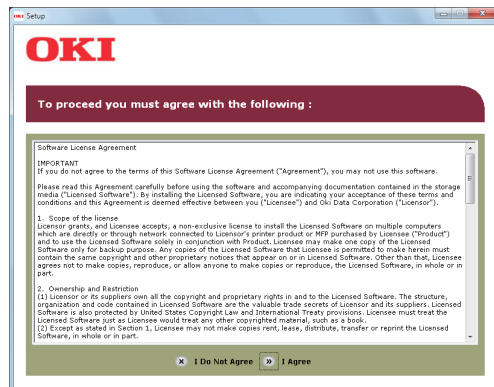 OKI Setup
OKI
To proceed you must agree with the following :
Software License Agreement
IMPORTANT
If you do not agree to the terms of this Software License Agreement ("Agreement"), you may not use this software.
Please read this Agreement carefully before using the software and accompanying documentation contained in the storage
media ("Licensed Software"). By installing the Licensed Software, you are indicating your acceptance of these terms and
conditions and this Agreement is deemed effective between you ("Licensee") and Oki Data Corporation ("Licensor").
1. Scope of the license
Licensor grants, and Licensee accepts, a non-exclusive license to install the Licensed Software on multiple computers
which are directly or through network connected to Licensor's printer product or MFP purchased by Licensee ("Product")
and to use the Licensed Software solely in conjunction with Product. Licensee may make one copy of the Licensed
Software only for backup purpose. Any copies of the Licensed Software that Licensee is permitted to make herein must
contain the same copyright and other proprietary notices that appear on or in Licensed Software. Other than that, Licensee
agrees not to make copies, reproduce, or allow anyone to make copies or reproduce, the Licensed Software, in whole or in
part.
2. Ownership and Restriction
(1) Licensor or its suppliers own all the copyright and proprietary rights in and to the Licensed Software. The structure,
organization and code contained in Licensed Software are the valuable trade secrets of Licensor and its suppliers. Licensed
Software is also protected by United States Copyright Law and International Treaty provisions. Licensee must treat the
Licensed Software just as Licensee would treat any other copyrighted material, such as a book.
(2) Except as stated in Section 1, Licensee may not make copies rent, lease, distribute, transfer or reprint the Licensed
Software, in whole or in part.
I Do Not Agree I Agree